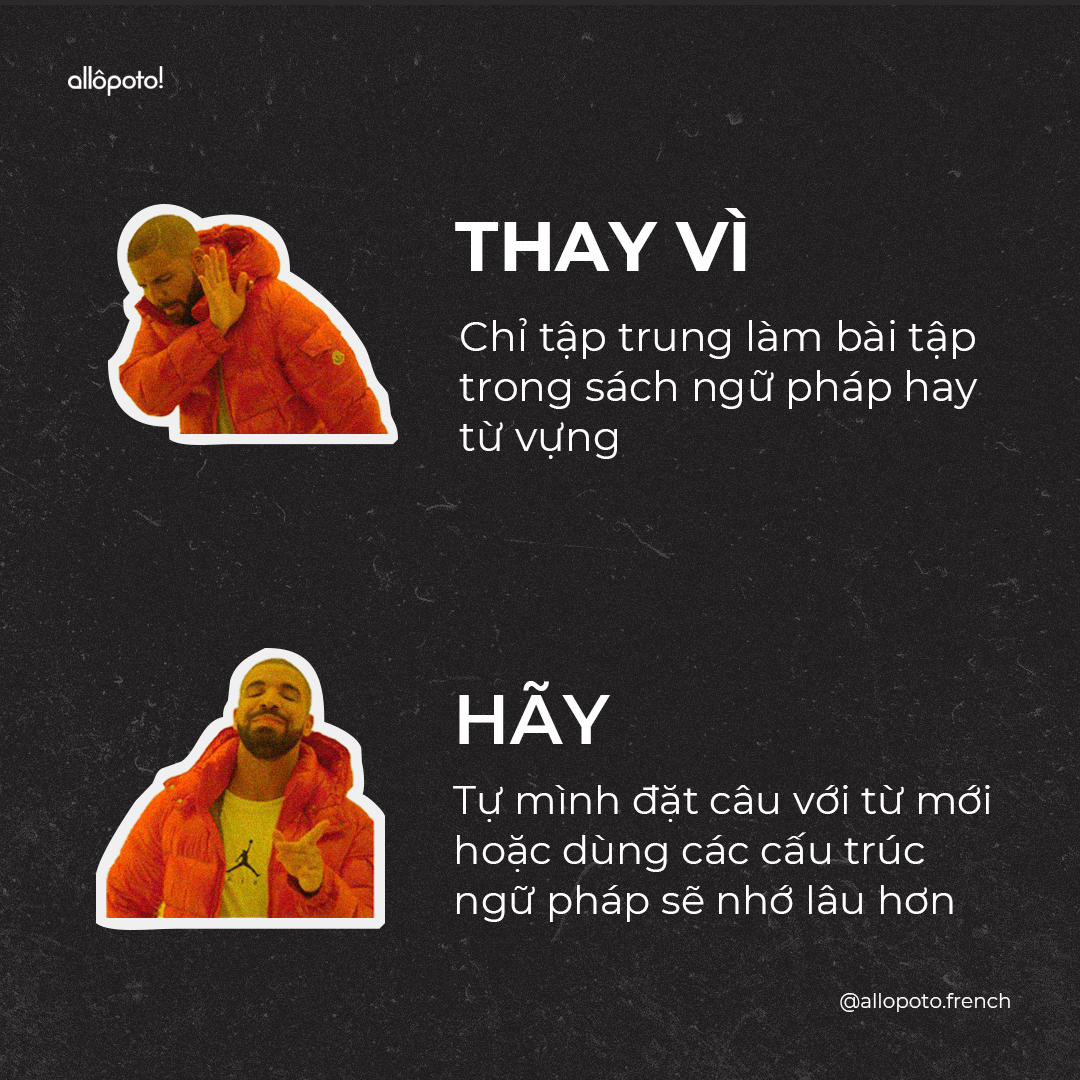 allôpoto!
THAY VÌ
Chỉ tập trung làm bài tập
trong sách ngữ pháp hay
từ vựng
HÃY
Tự mình đặt câu với từ mới
hoặc dùng các cấu trúc
ngữ pháp sẽ nhớ lâu hơn
@allopoto.french